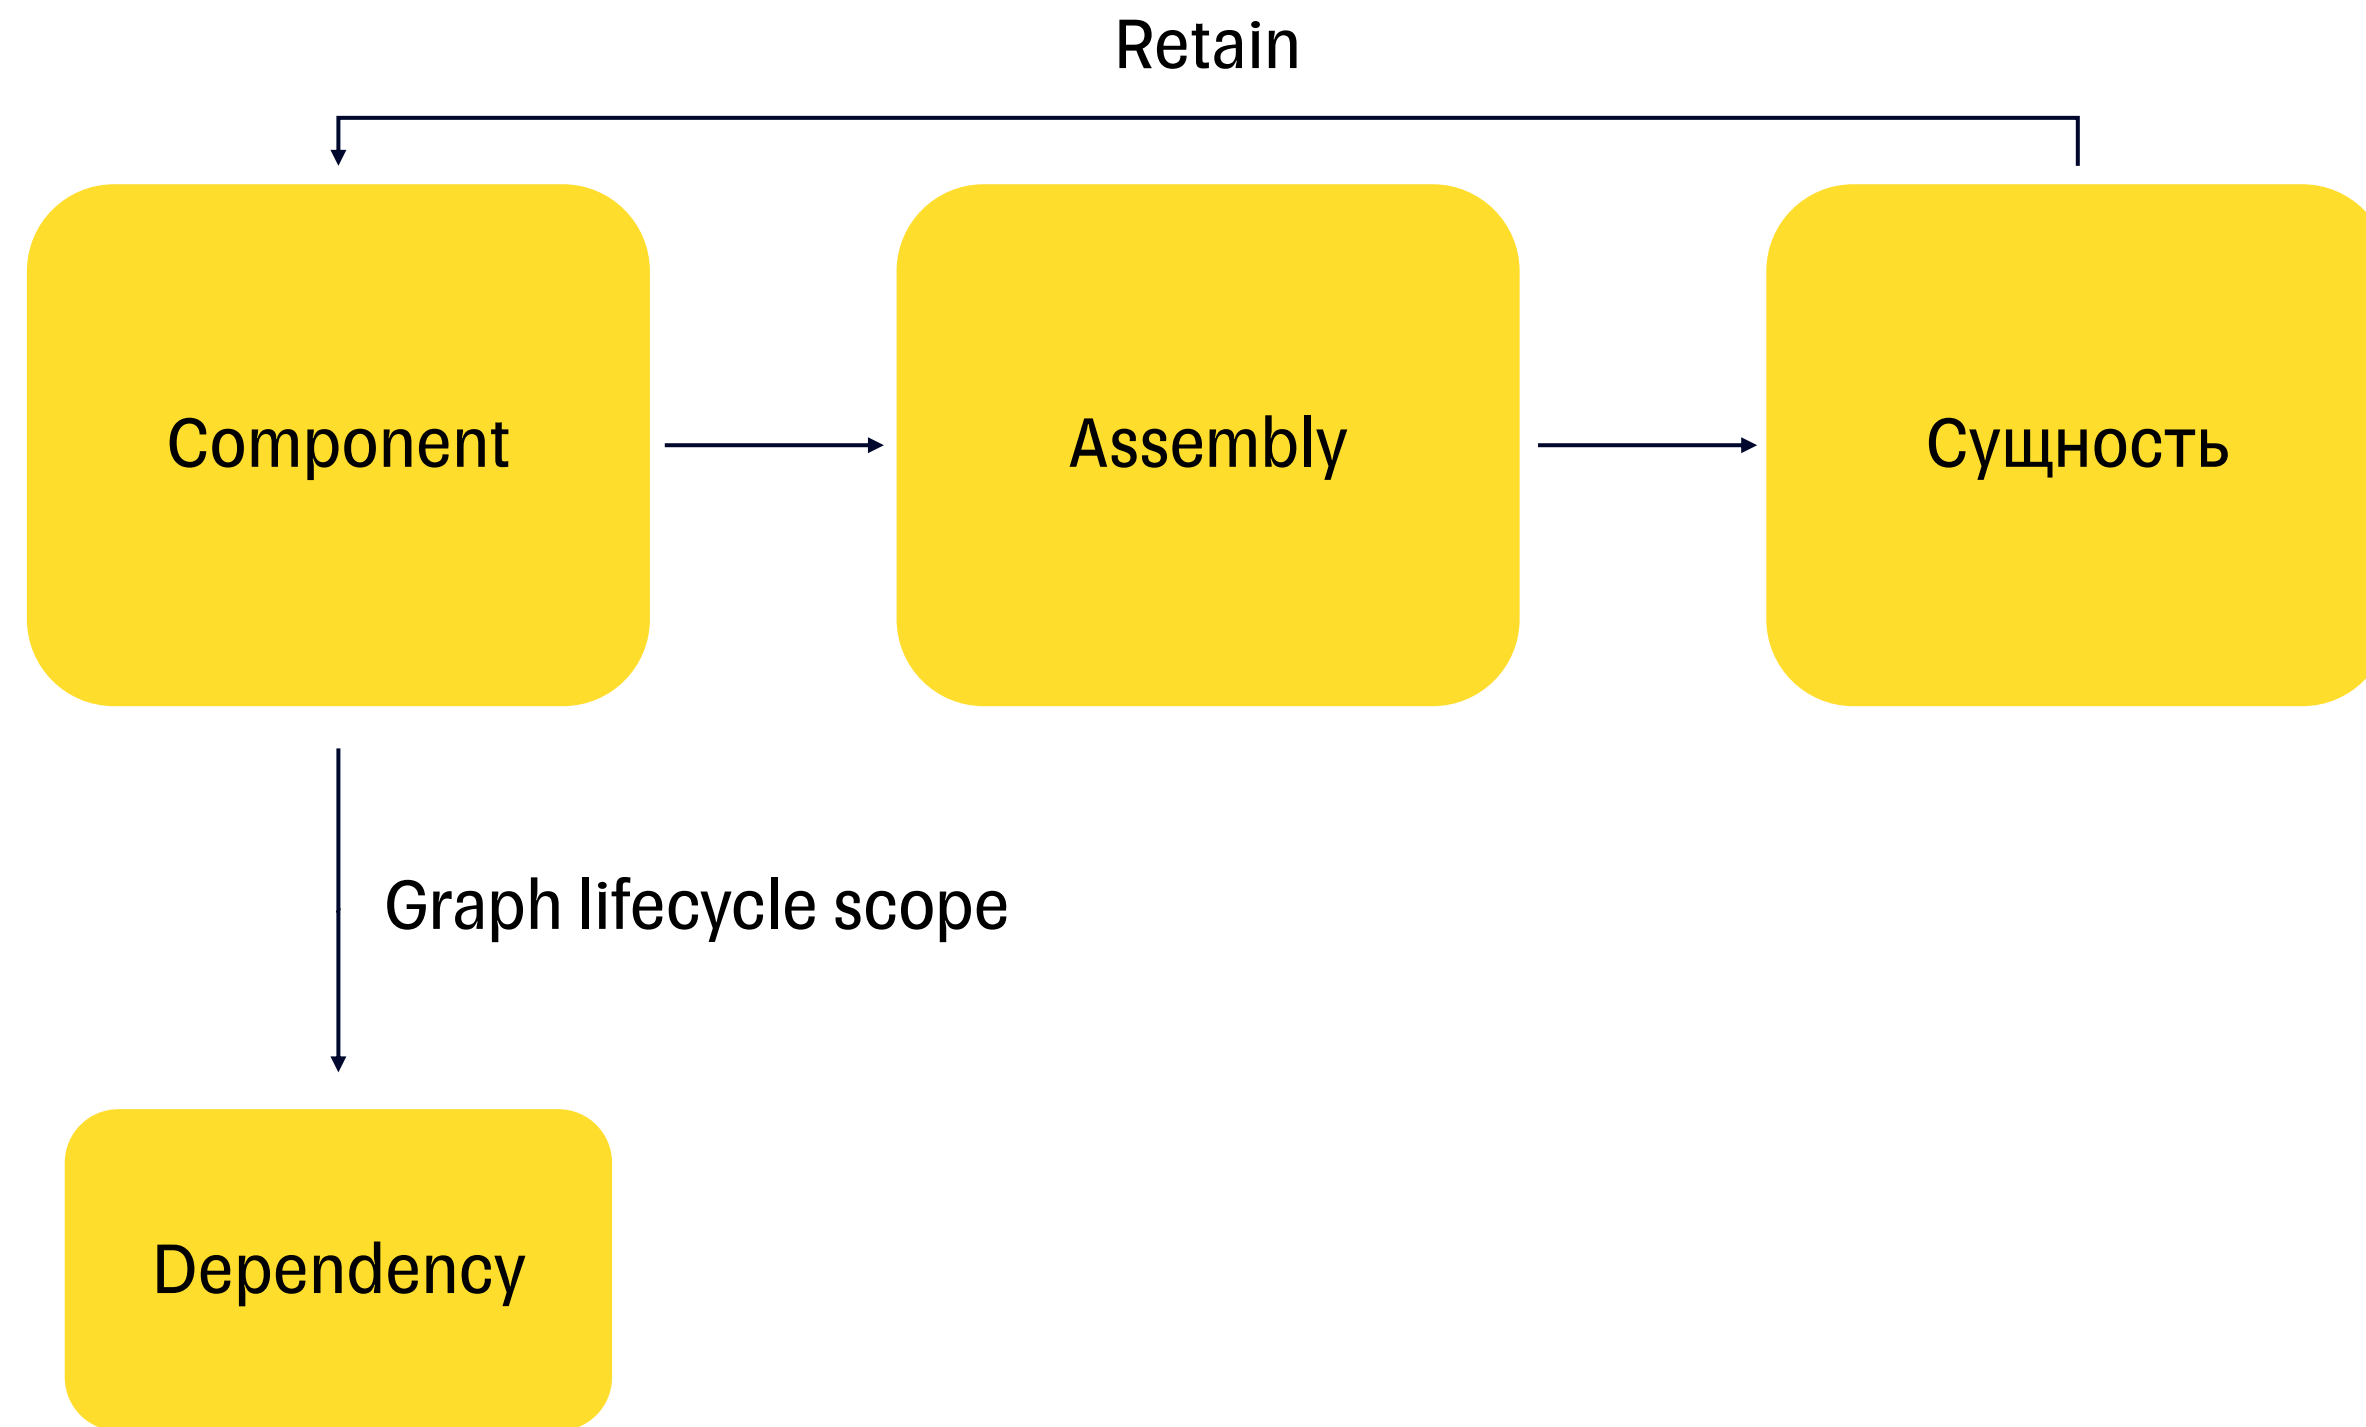 Retain
Component
Assembly
Сущность
Graph lifecycle scope
Dependency